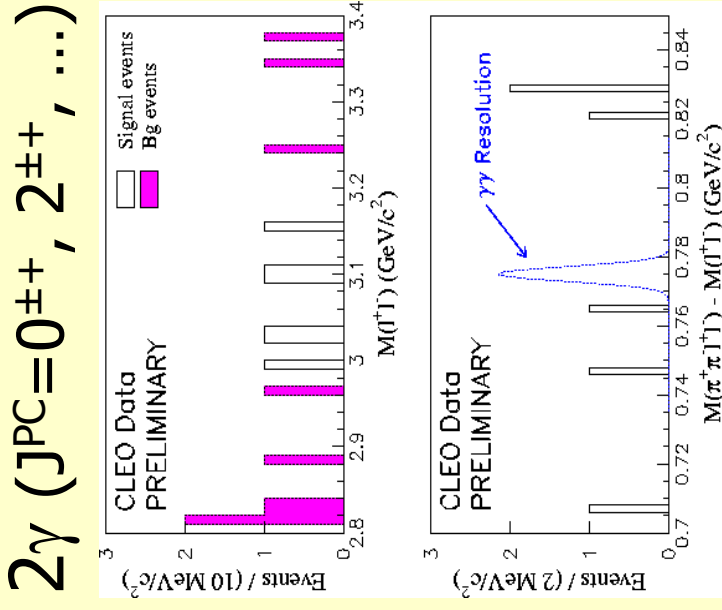 2γ (J^PC=0^±+, 2^±+, ...)
CLEO Data
PRELIMINARY
Signal events
Bg events
Events / (10 MeV/c²)
0
1
2
3
2.8
2.9
3
3.1
3.2
3.3
3.4
M(l⁺l⁻) (GeV/c²)
CLEO Data
PRELIMINARY
γγ Resolution
Events / (2 MeV/c²)
0
1
2
3
0.7
0.72
0.74
0.76
0.78
0.8
0.82
0.84
M(π⁺π⁻l⁺l⁻) - M(l⁺l⁻) (GeV/c²)